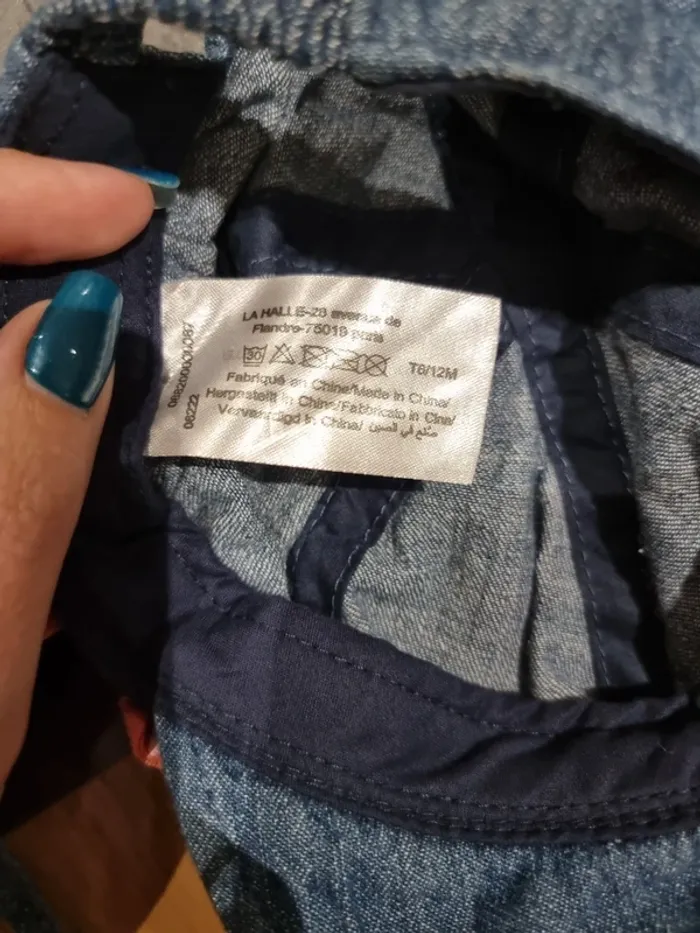 LA HALLE-28 avenue de
Flandre-75019 paris
30
T6/12M
Fabriqué en Chine/Made in China/
Hergestellt in China/Fabbricato in Cina/
Vervaardigd In China/ صنع في الصين
06222